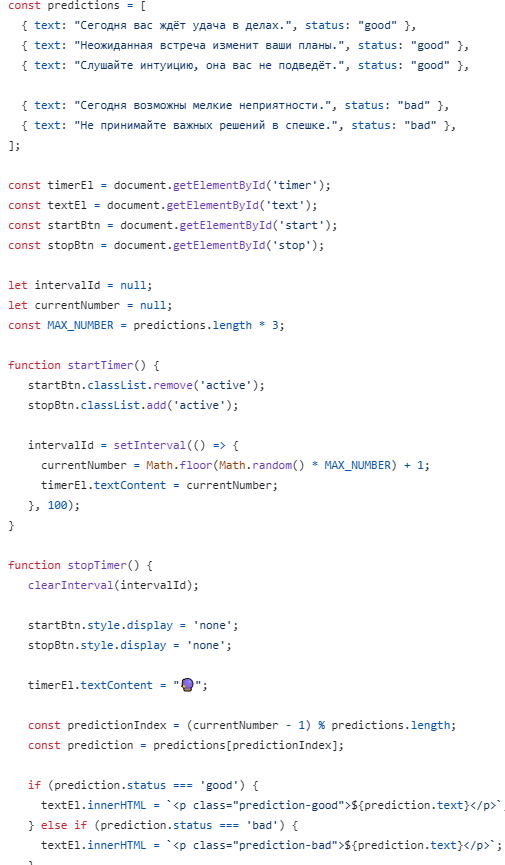 const predictions = [
{ text: "Сегодня вас ждёт удача в делах.", status: "good" },
{ text: "Неожиданная встреча изменит ваши планы.", status: "good" },
{ text: "Слушайте интуицию, она вас не подведёт.", status: "good" },
{ text: "Сегодня возможны мелкие неприятности.", status: "bad" },
{ text: "Не принимайте важных решений в спешке.", status: "bad" },
];
const timerEl = document.getElementById('timer');
const textEl = document.getElementById('text');
const startBtn = document.getElementById('start');
const stopBtn = document.getElementById('stop');
let intervalId = null;
let currentNumber = null;
const MAX_NUMBER = predictions.length * 3;
function startTimer() {
startBtn.classList.remove('active');
stopBtn.classList.add('active');
intervalId = setInterval(() => {
currentNumber = Math.floor(Math.random() * MAX_NUMBER) + 1;
timerEl.textContent = currentNumber;
}, 100);
}
function stopTimer() {
clearInterval(intervalId);
startBtn.style.display = 'none';
stopBtn.style.display = 'none';
timerEl.textContent = "🔮";
const predictionIndex = (currentNumber - 1) % predictions.length;
const prediction = predictions[predictionIndex];
if (prediction.status === 'good') {
textEl.innerHTML = `<p class="prediction-good">${prediction.text}</p>`;
} else if (prediction.status === 'bad') {
textEl.innerHTML = `<p class="prediction-bad">${prediction.text}</p>`;